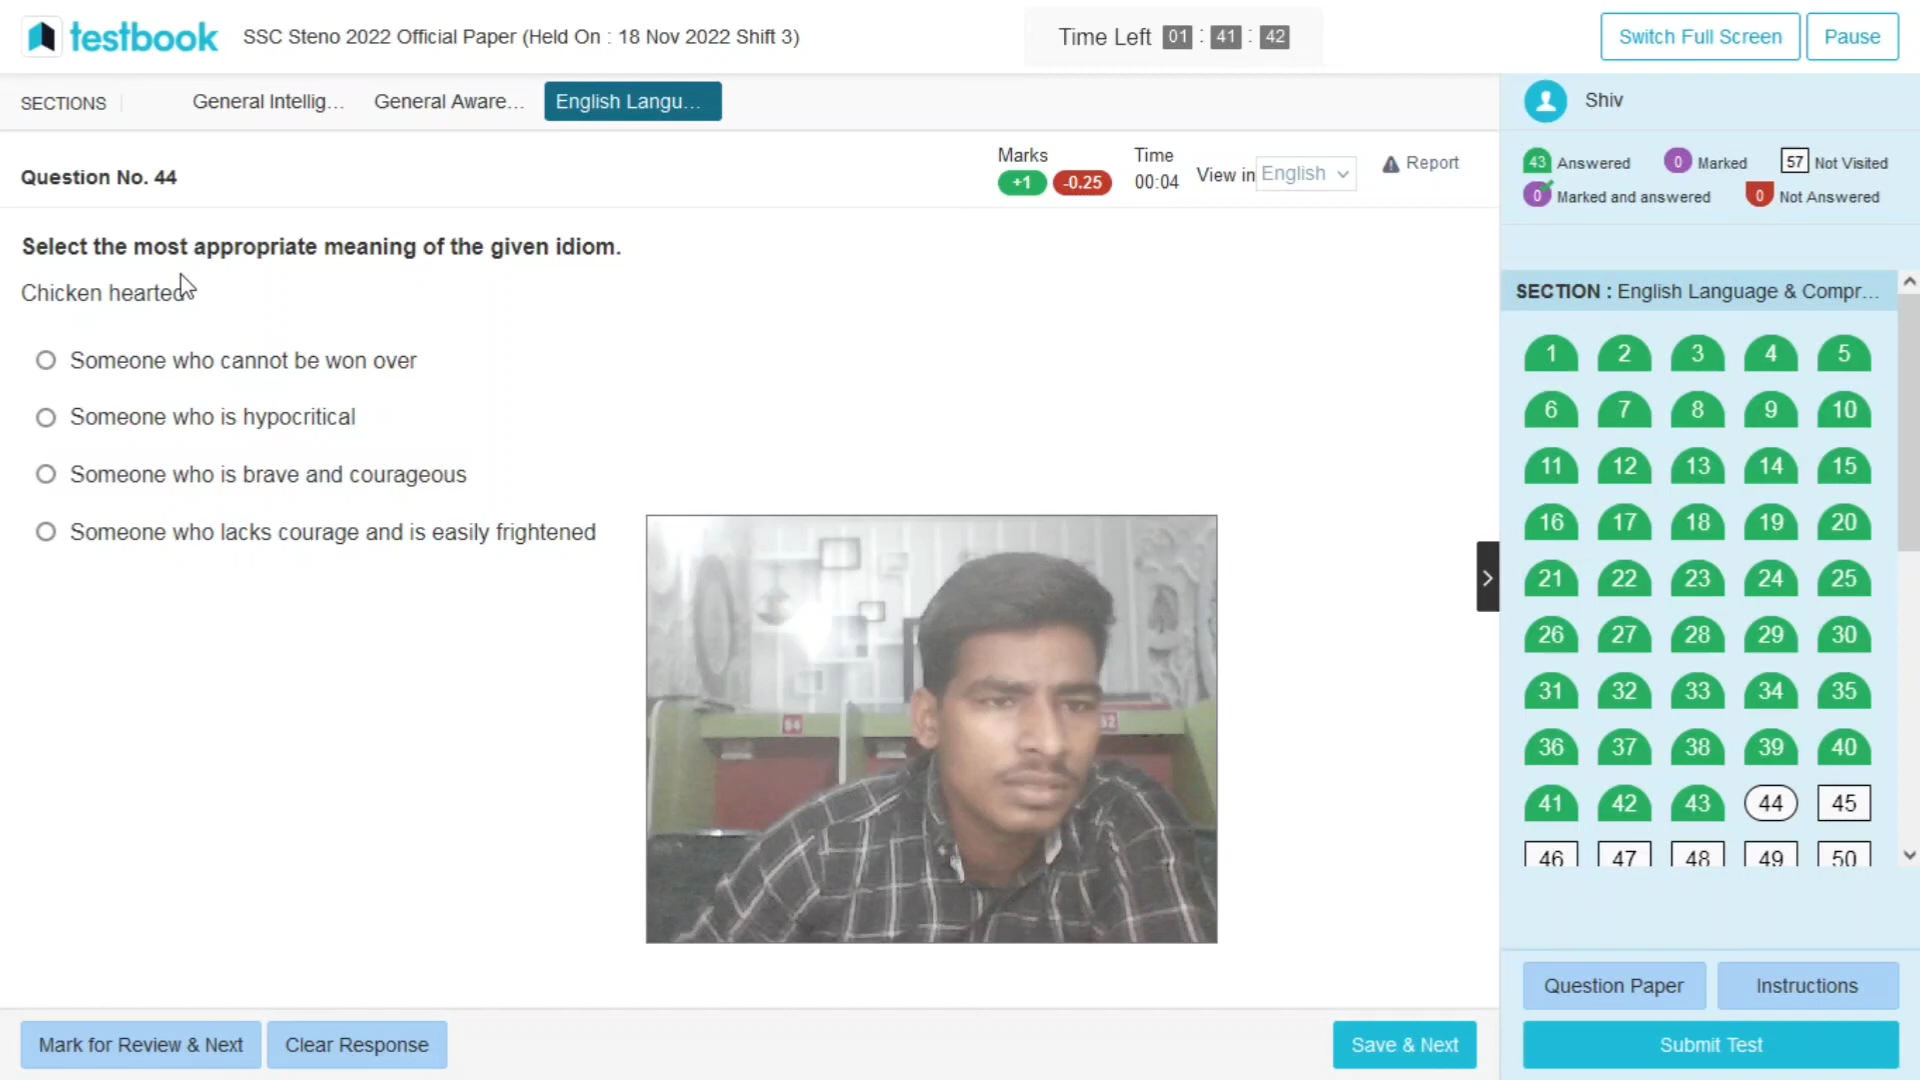 testbook SSC Steno 2022 Official Paper (Held On : 18 Nov 2022 Shift 3) Time Left 01 : 41 : 42 Switch Full Screen Pause
SECTIONS General Intellig... General Aware... English Langu... Shiv
Question No. 44 Marks +1 -0.25 Time 00:04 View in English Report
43 Answered 0 Marked 57 Not Visited
0 Marked and answered 0 Not Answered
Select the most appropriate meaning of the given idiom.
Chicken hearted
Someone who cannot be won over
Someone who is hypocritical
Someone who is brave and courageous
Someone who lacks courage and is easily frightened
54
SECTION : English Language & Compr...
1 2 3 4 5
6 7 8 9 10
11 12 13 14 15
16 17 18 19 20
21 22 23 24 25
26 27 28 29 30
31 32 33 34 35
36 37 38 39 40
41 42 43 44 45
46 47 48 49 50
Question Paper Instructions
Mark for Review & Next Clear Response Save & Next Submit Test